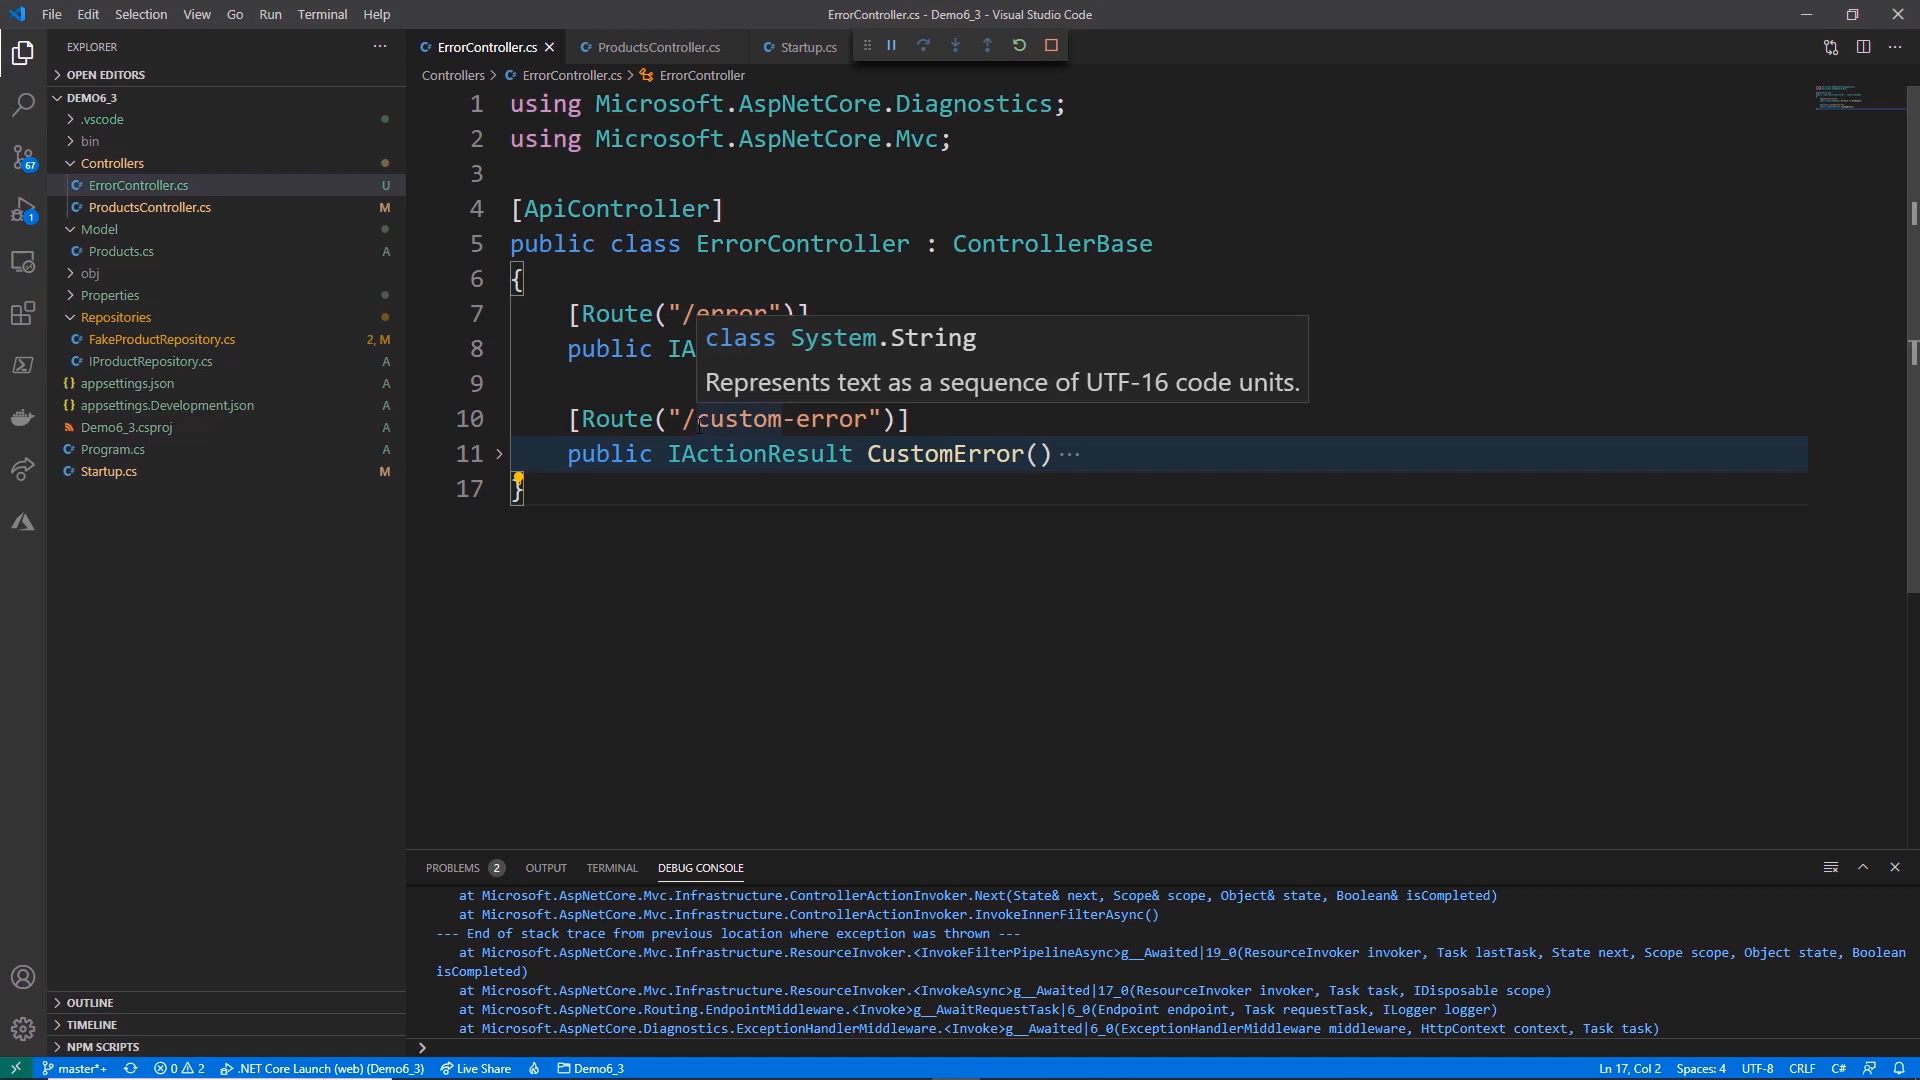 File Edit Selection View Go Run Terminal Help
ErrorController.cs - Demo6_3 - Visual Studio Code
EXPLORER
OPEN EDITORS
DEMO6_3
.vscode
bin
Controllers
ErrorController.cs U
ProductsController.cs M
Model
Products.cs A
obj
Properties
Repositories
FakeProductRepository.cs 2, M
IProductRepository.cs A
appsettings.json A
appsettings.Development.json A
Demo6_3.csproj A
Program.cs A
Startup.cs M
67
1
OUTLINE
TIMELINE
NPM SCRIPTS
ErrorController.cs ProductsController.cs Startup.cs
Controllers > ErrorController.cs > ErrorController
1 using Microsoft.AspNetCore.Diagnostics;
2 using Microsoft.AspNetCore.Mvc;
3
4 [ApiController]
5 public class ErrorController : ControllerBase
6 {
7 [Route("/error")]
8 public IA
class System.String
Represents text as a sequence of UTF-16 code units.
9
10 [Route("/custom-error")]
11 public IActionResult CustomError() ···
17 }
PROBLEMS 2 OUTPUT TERMINAL DEBUG CONSOLE
at Microsoft.AspNetCore.Mvc.Infrastructure.ControllerActionInvoker.Next(State& next, Scope& scope, Object& state, Boolean& isCompleted)
at Microsoft.AspNetCore.Mvc.Infrastructure.ControllerActionInvoker.InvokeInnerFilterAsync()
--- End of stack trace from previous location where exception was thrown ---
at Microsoft.AspNetCore.Mvc.Infrastructure.ResourceInvoker.<InvokeFilterPipelineAsync>g__Awaited|19_0(ResourceInvoker invoker, Task lastTask, State next, Scope scope, Object state, Boolean
isCompleted)
at Microsoft.AspNetCore.Mvc.Infrastructure.ResourceInvoker.<InvokeAsync>g__Awaited|17_0(ResourceInvoker invoker, Task task, IDisposable scope)
at Microsoft.AspNetCore.Routing.EndpointMiddleware.<Invoke>g__AwaitRequestTask|6_0(Endpoint endpoint, Task requestTask, ILogger logger)
at Microsoft.AspNetCore.Diagnostics.ExceptionHandlerMiddleware.<Invoke>g__Awaited|6_0(ExceptionHandlerMiddleware middleware, HttpContext context, Task task)
master*+ 0 2 .NET Core Launch (web) (Demo6_3) Live Share Demo6_3 Ln 17, Col 2 Spaces: 4 UTF-8 CRLF C#